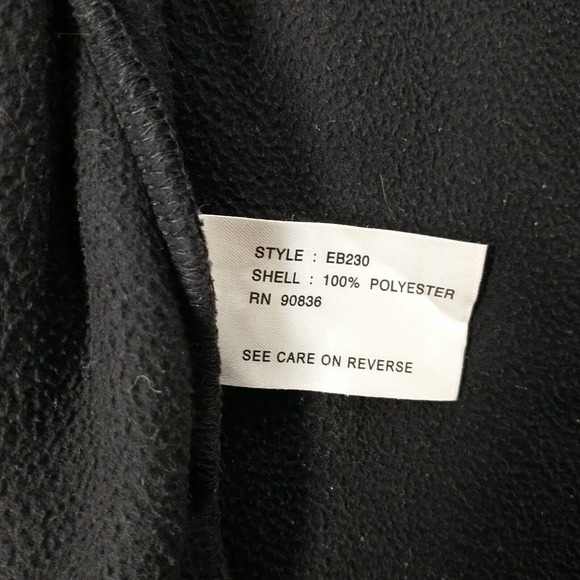 STYLE : EB230
SHELL : 100% POLYESTER
RN 90836
SEE CARE ON REVERSE